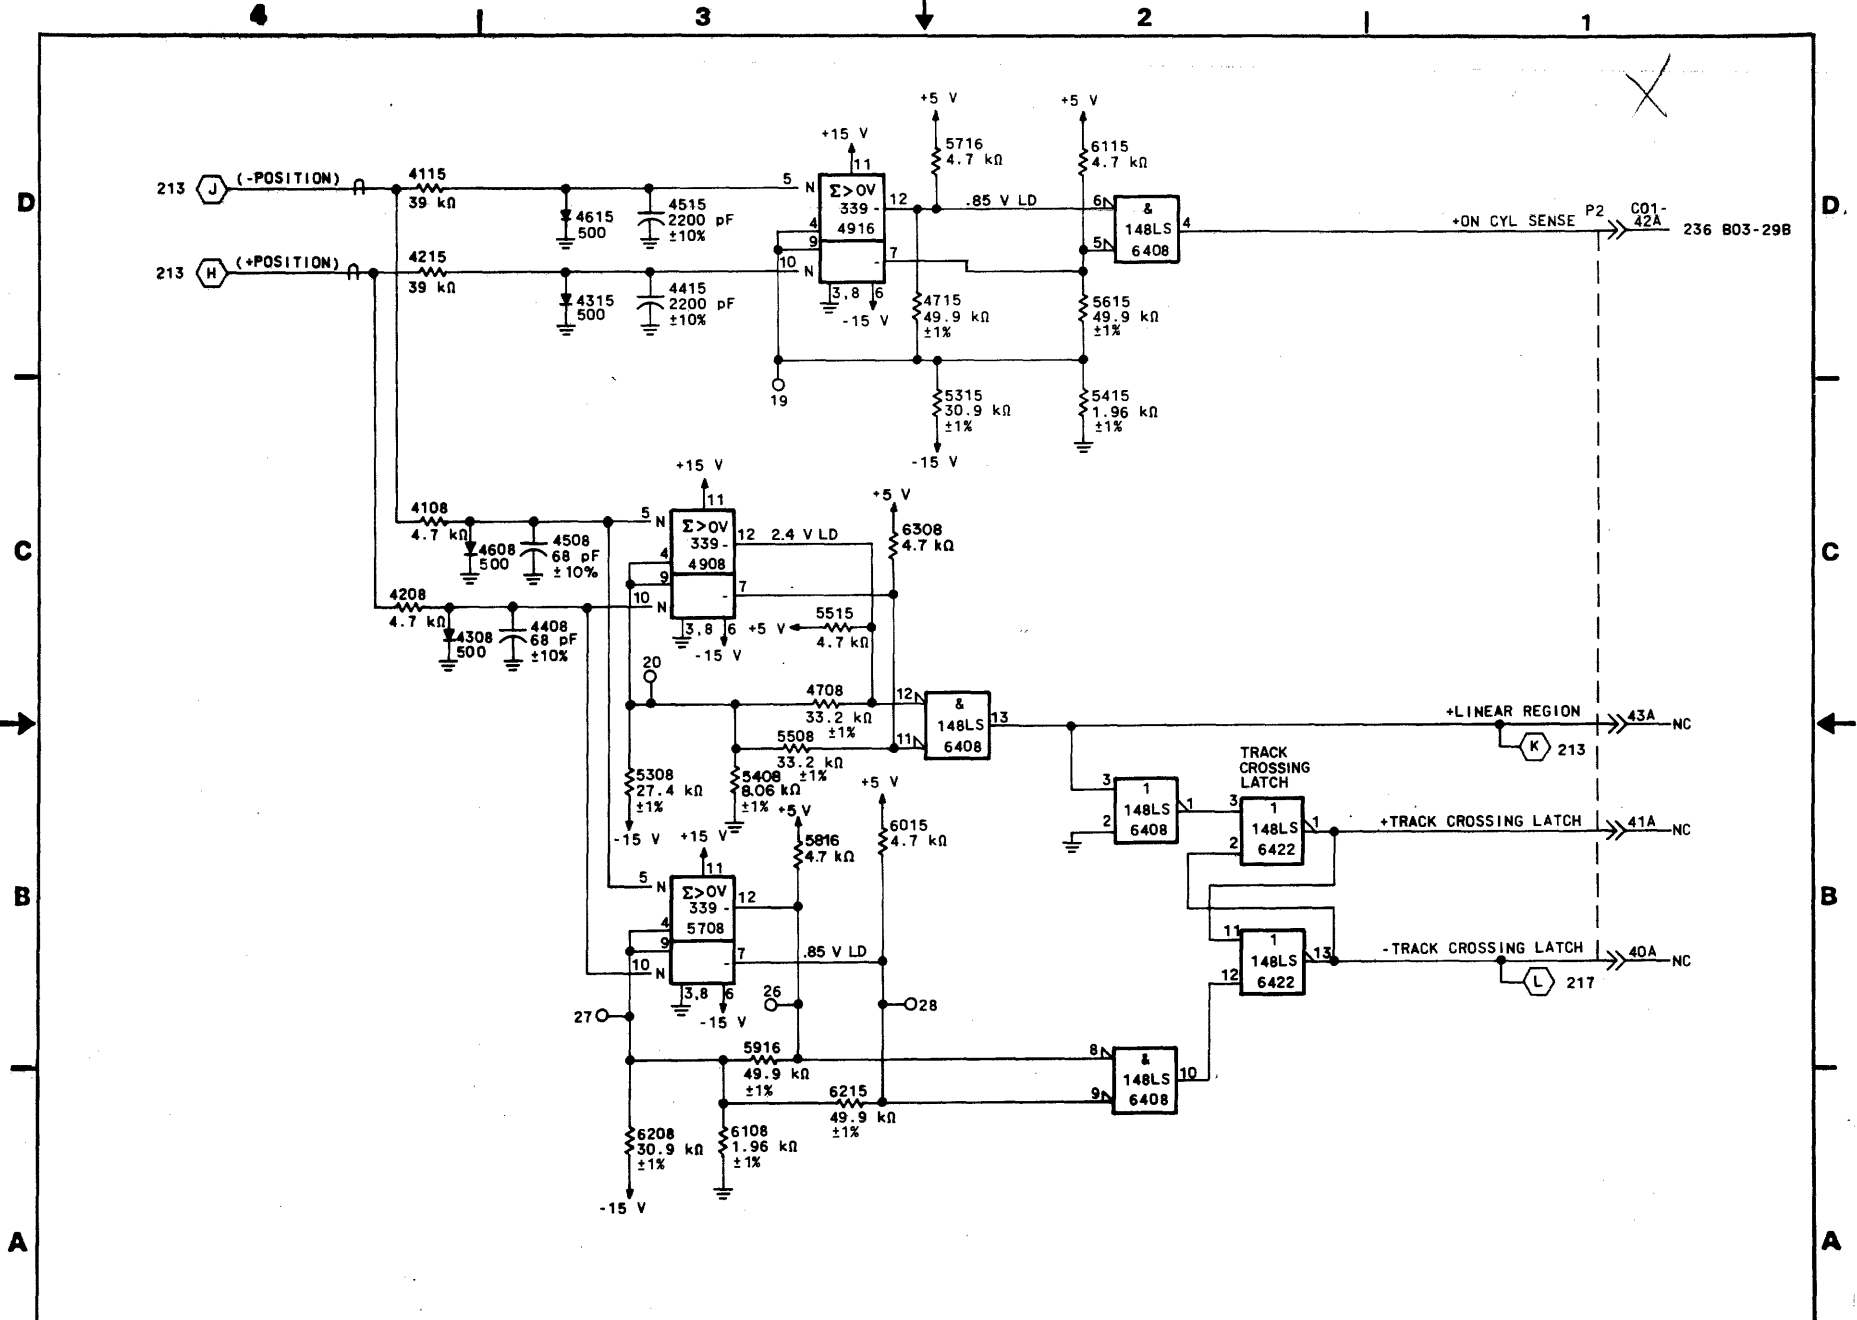 4 3 2 1
+5 V +5 V
+15 V
5716
4.7 kΩ
6115
4.7 kΩ
11
D
213 J (-POSITION)
4115
39 kΩ
4615
500
4515
2200 pF
±10%
5 N
Σ>0V
339 -
4916
12
.85 V LD
4
9
10 N
-
7
3,8 6
-15 V
6
&
148LS
6408
5
4
+ON CYL SENSE P2 C01-
42A
236 B03-29B
D
213 H (+POSITION)
4215
39 kΩ
4315
500
4415
2200 pF
±10%
4715
49.9 kΩ
±1%
5615
49.9 kΩ
±1%
19
5315
30.9 kΩ
±1%
-15 V
5415
1.96 kΩ
±1%
+15 V
11
+5 V
6308
4.7 kΩ
C
4108
4.7 kΩ
4608
500
4508
68 pF
±10%
5 N
Σ>0V
339 -
4908
12 2.4 V LD
4
9
10 N
-
7
3,8 6
-15 V
C
4208
4.7 kΩ
4308
500
4408
68 pF
±10%
+5 V
5515
4.7 kΩ
20
4708
33.2 kΩ
±1%
5508
33.2 kΩ
±1%
12
&
148LS
6408
11
13
+LINEAR REGION 43A NC
K 213
5308
27.4 kΩ
±1%
-15 V
5408
8.06 kΩ
±1%
+5 V
5816
4.7 kΩ
+5 V
6015
4.7 kΩ
3
1
148LS
6408
2
1
TRACK
CROSSING
LATCH
3
1
148LS
6422
2
1
+TRACK CROSSING LATCH 41A NC
+15 V
11
B
5 N
Σ>0V
339 -
5708
12
4
9
10 N
-
7
.85 V LD
3,8 6
-15 V
27
26
28
11
1
148LS
6422
12
13
-TRACK CROSSING LATCH 40A NC
L 217
B
5916
49.9 kΩ
±1%
6215
49.9 kΩ
±1%
8
&
148LS
6408
9
10
6208
30.9 kΩ
±1%
-15 V
6108
1.96 kΩ
±1%
A A